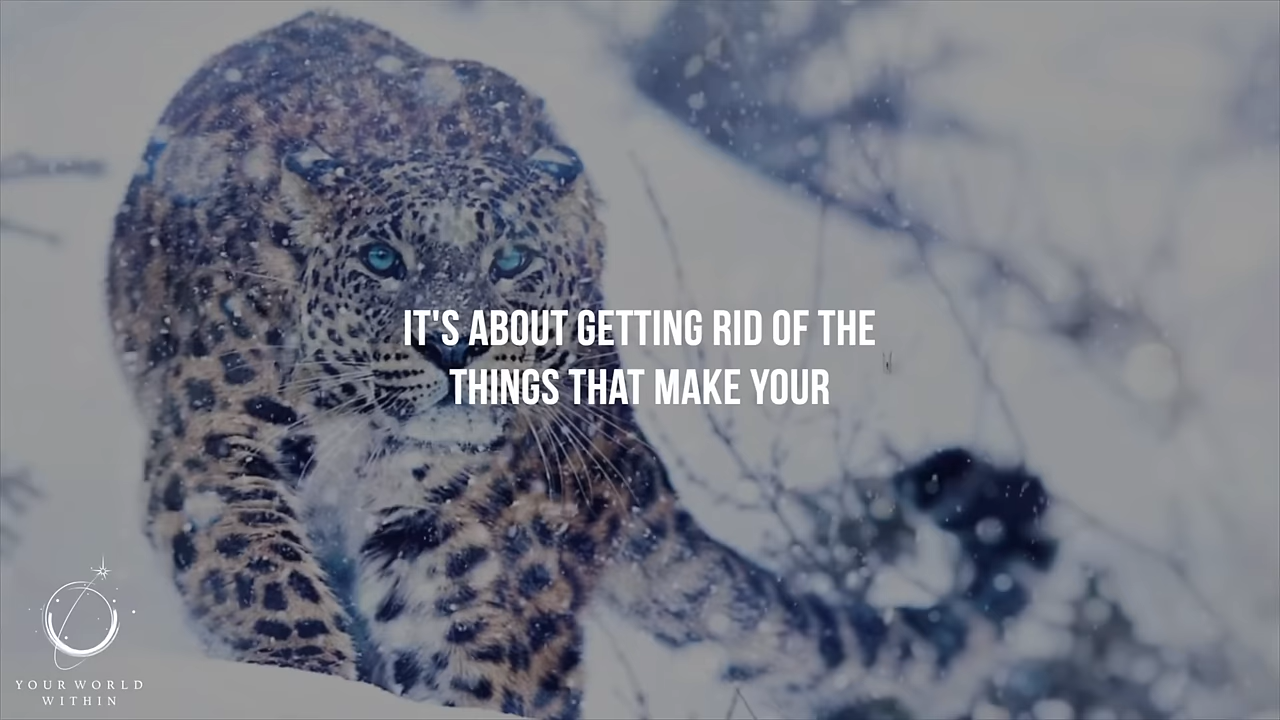 IT'S ABOUT GETTING RID OF THE
THINGS THAT MAKE YOUR
YOUR WORLD
WITHIN